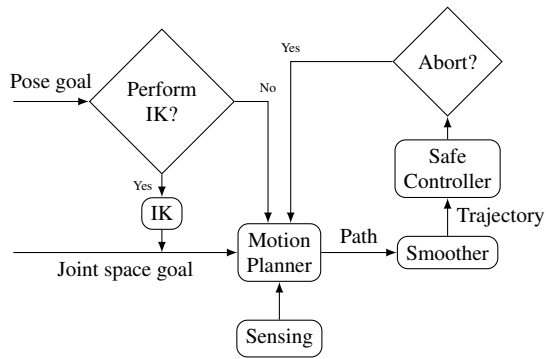 Pose goal
Perform
IK?
No
Yes
IK
Joint space goal
Motion
Planner
Sensing
Path
Smoother
Trajectory
Safe
Controller
Abort?
Yes